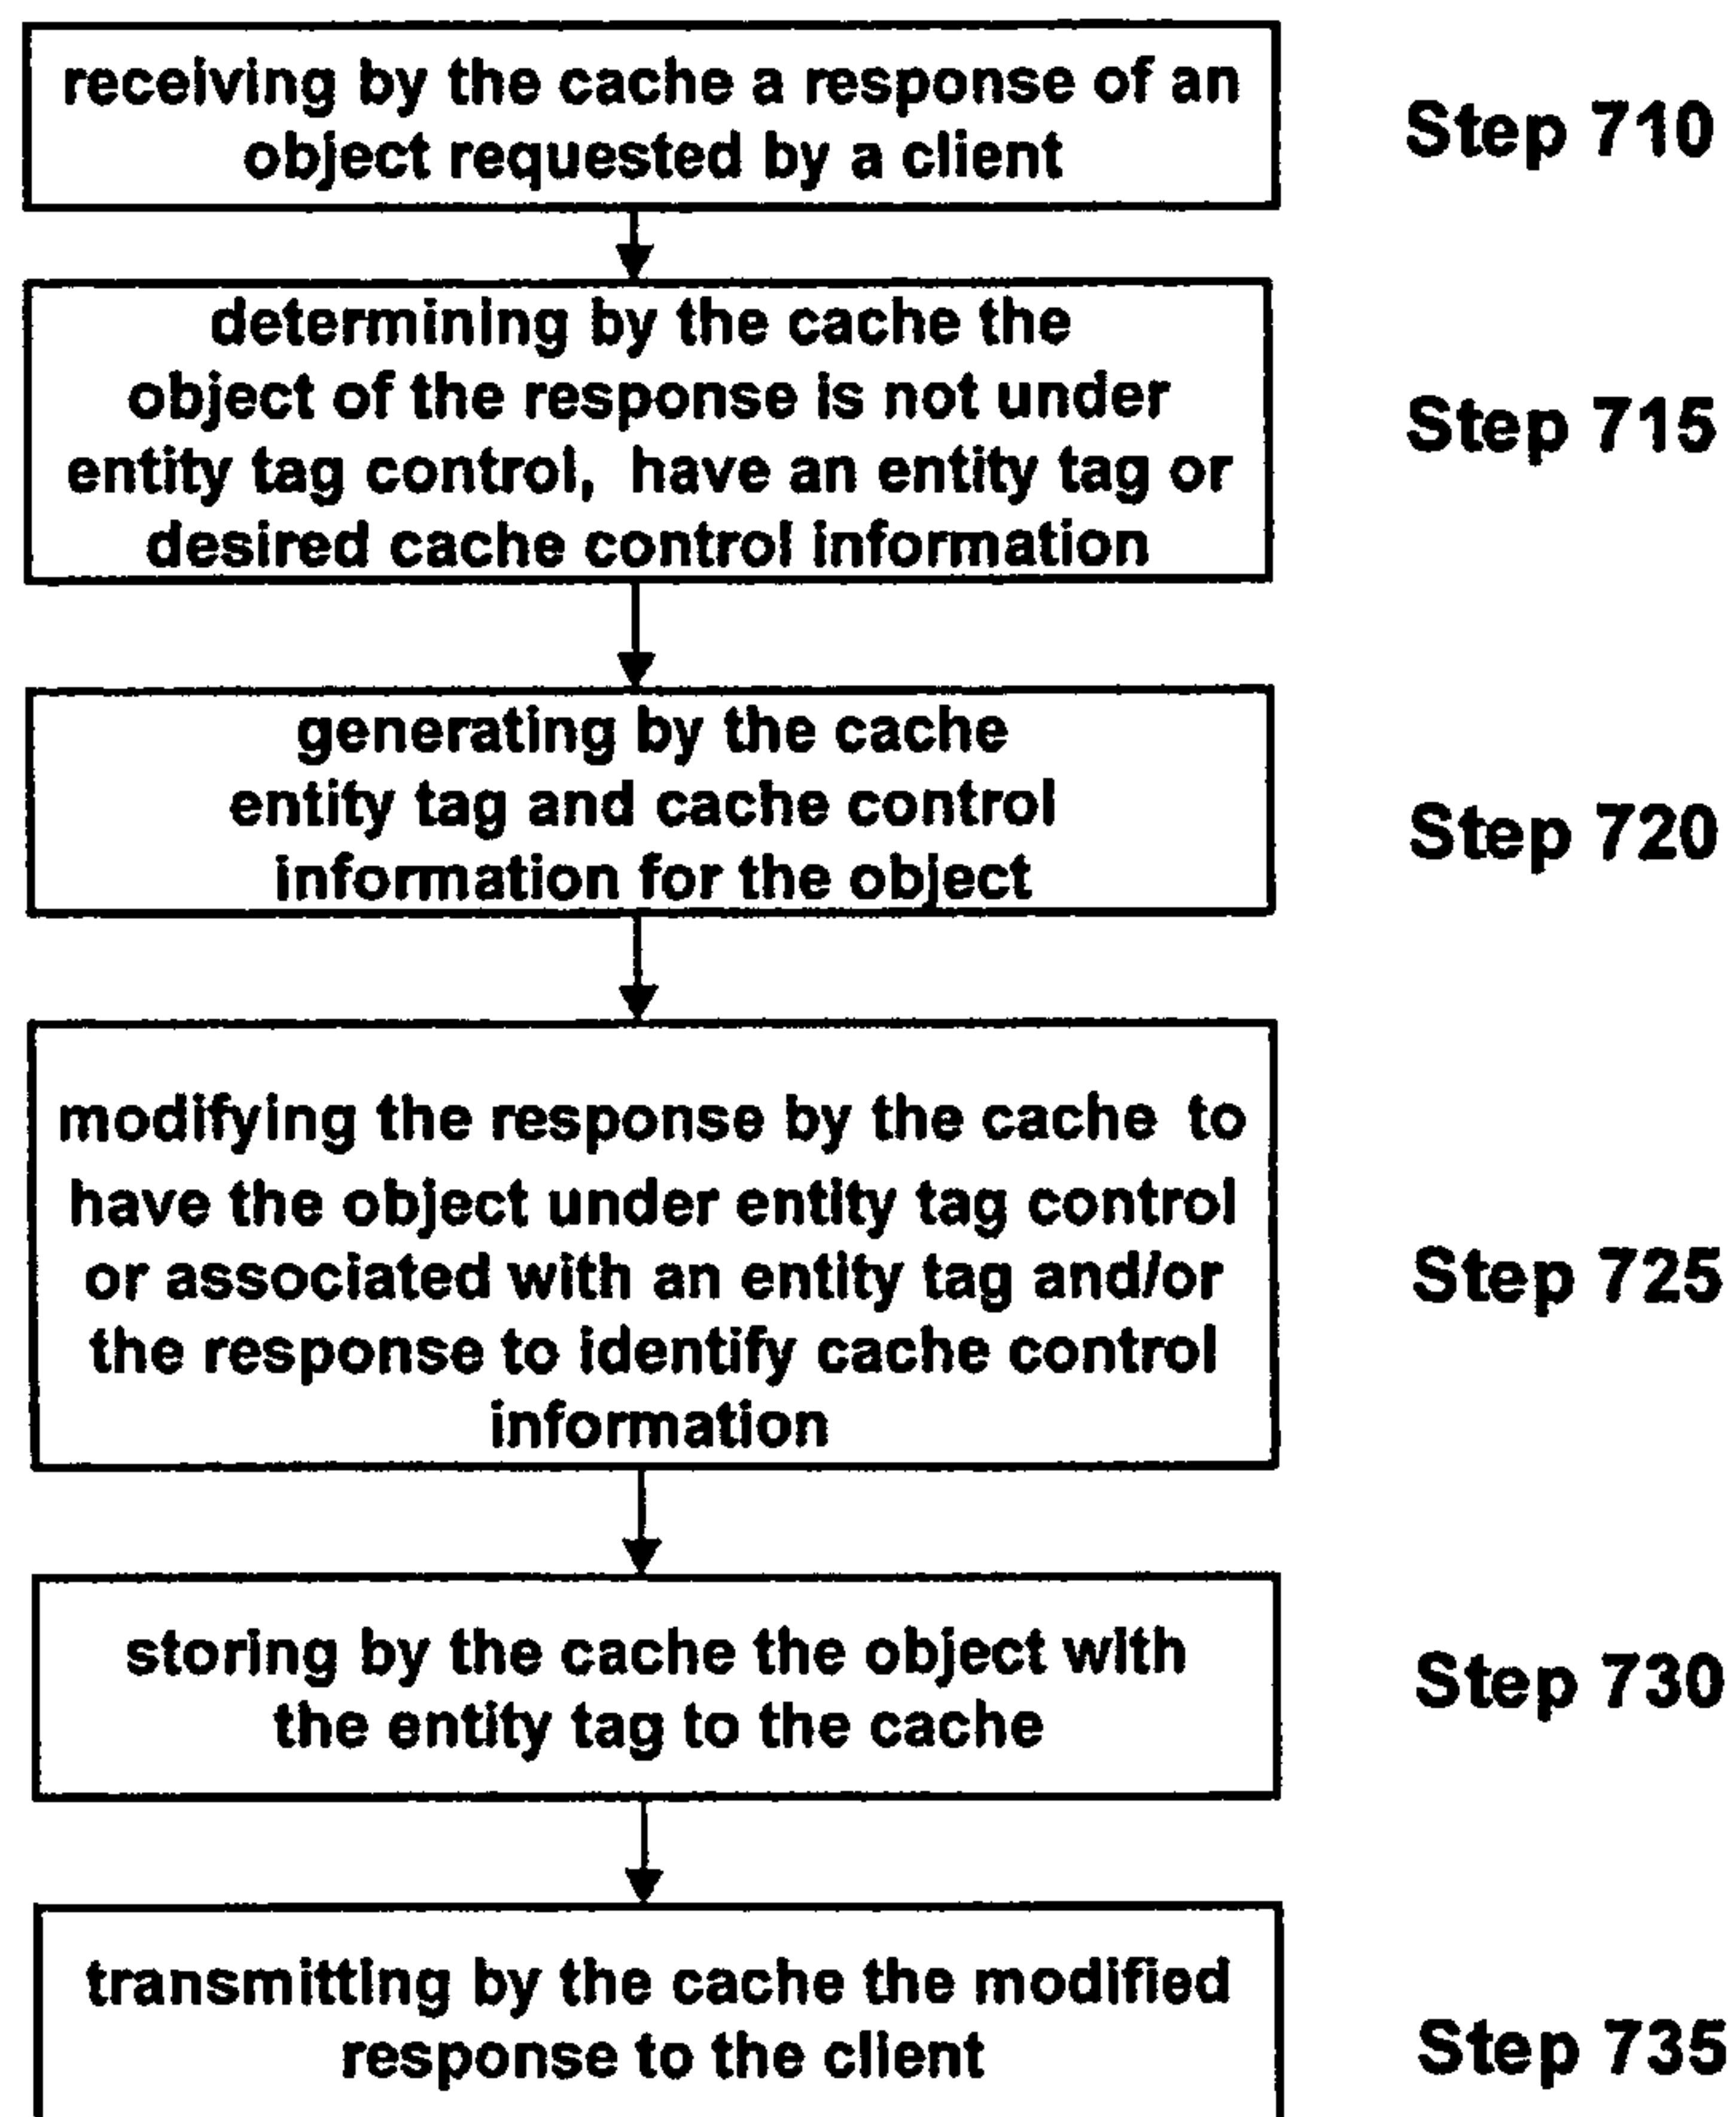 receiving by the cache a response of an
object requested by a client
Step 710
determining by the cache the
object of the response is not under
entity tag control, have an entity tag or
desired cache control information
Step 715
generating by the cache
entity tag and cache control
information for the object
Step 720
modifying the response by the cache to
have the object under entity tag control
or associated with an entity tag and/or
the response to identify cache control
information
Step 725
storing by the cache the object with
the entity tag to the cache
Step 730
transmitting by the cache the modified
response to the client
Step 735